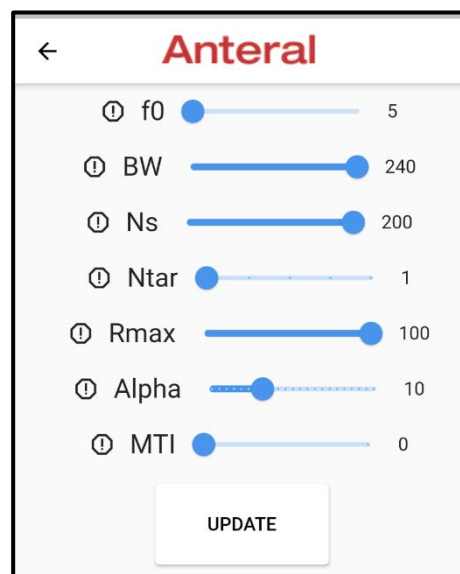 Anteral
f0 5
BW 240
Ns 200
Ntar 1
Rmax 100
Alpha 10
MTI 0
UPDATE